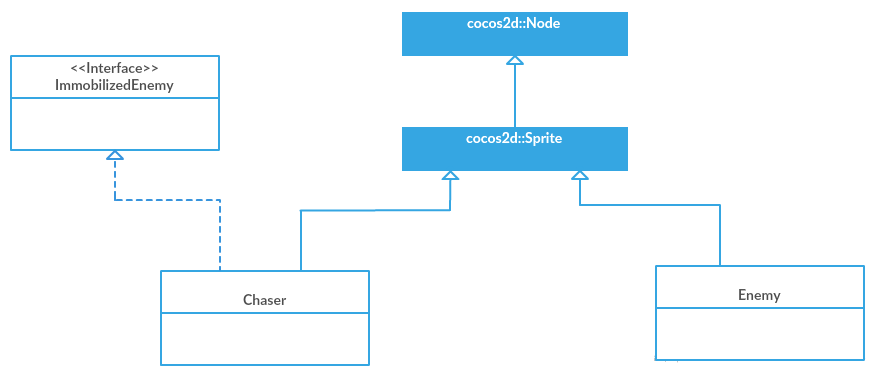 cocos2d::Node
<<Interface>>
ImmobilizedEnemy
cocos2d::Sprite
Chaser
Enemy